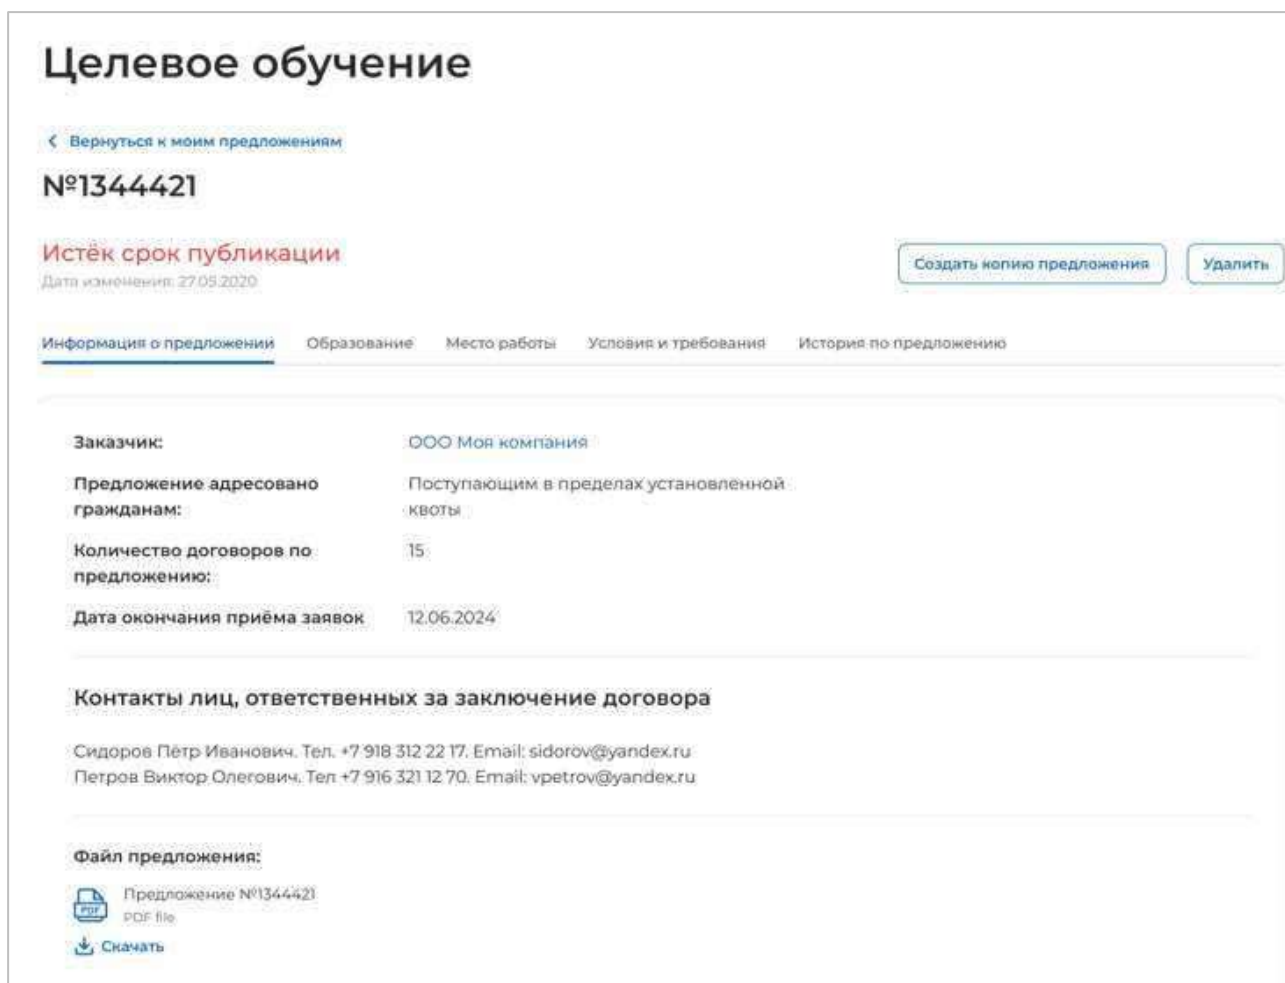 Целевое обучение
Вернуться к моим предложениям
№1344421
Истёк срок публикации
Дата изменения: 27.05.2020
Создать копию предложения
Удалить
Информация о предложении Образование Место работы Условия и требования История по предложению
Заказчик: ООО Моя компания
Предложение адресовано Поступающим в пределах установленной
гражданам: квоты
Количество договоров по 15
предложению:
Дата окончания приёма заявок 12.06.2024
Контакты лиц, ответственных за заключение договора
Сидоров Пётр Иванович. Тел. +7 918 312 22 17. Email: sidorov@yandex.ru
Петров Виктор Олегович. Тел +7 916 321 12 70. Email: vpetrov@yandex.ru
Файл предложения:
Предложение №1344421
PDF
PDF file
Скачать